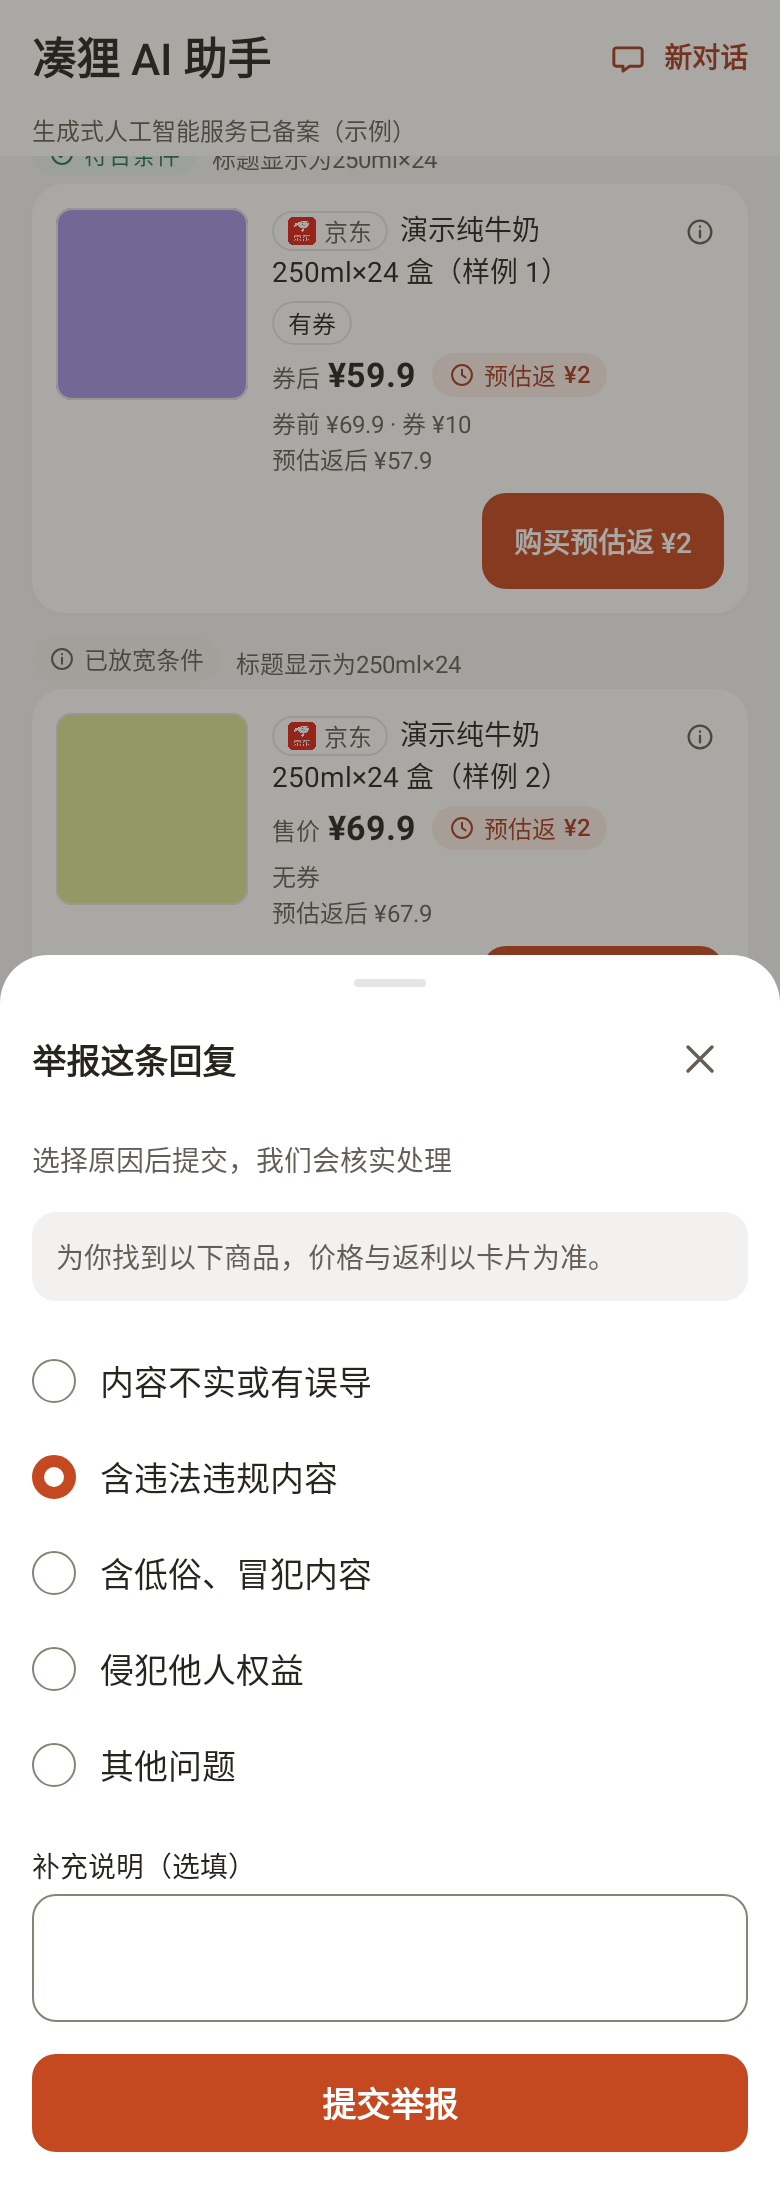 凑狸 AI 助手
新对话
生成式人工智能服务已备案（示例）
符合条件 标题显示为250ml×24
京东 演示纯牛奶
250ml×24 盒（样例 1）
有券
券后 ¥59.9 预估返 ¥2
券前 ¥69.9 · 券 ¥10
预估返后 ¥57.9
购买预估返 ¥2
已放宽条件 标题显示为250ml×24
京东 演示纯牛奶
250ml×24 盒（样例 2）
售价 ¥69.9 预估返 ¥2
无券
预估返后 ¥67.9
举报这条回复
选择原因后提交，我们会核实处理
为你找到以下商品，价格与返利以卡片为准。
内容不实或有误导
含违法违规内容
含低俗、冒犯内容
侵犯他人权益
其他问题
补充说明（选填）
提交举报